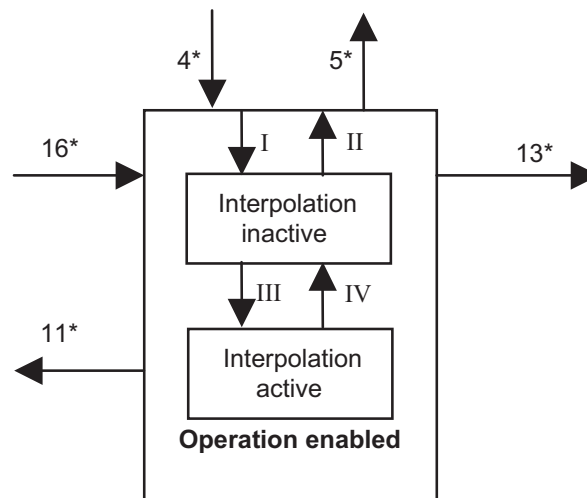 4*
5*
16*
I
II
13*
Interpolation
inactive
III
IV
11*
Interpolation
active
Operation enabled